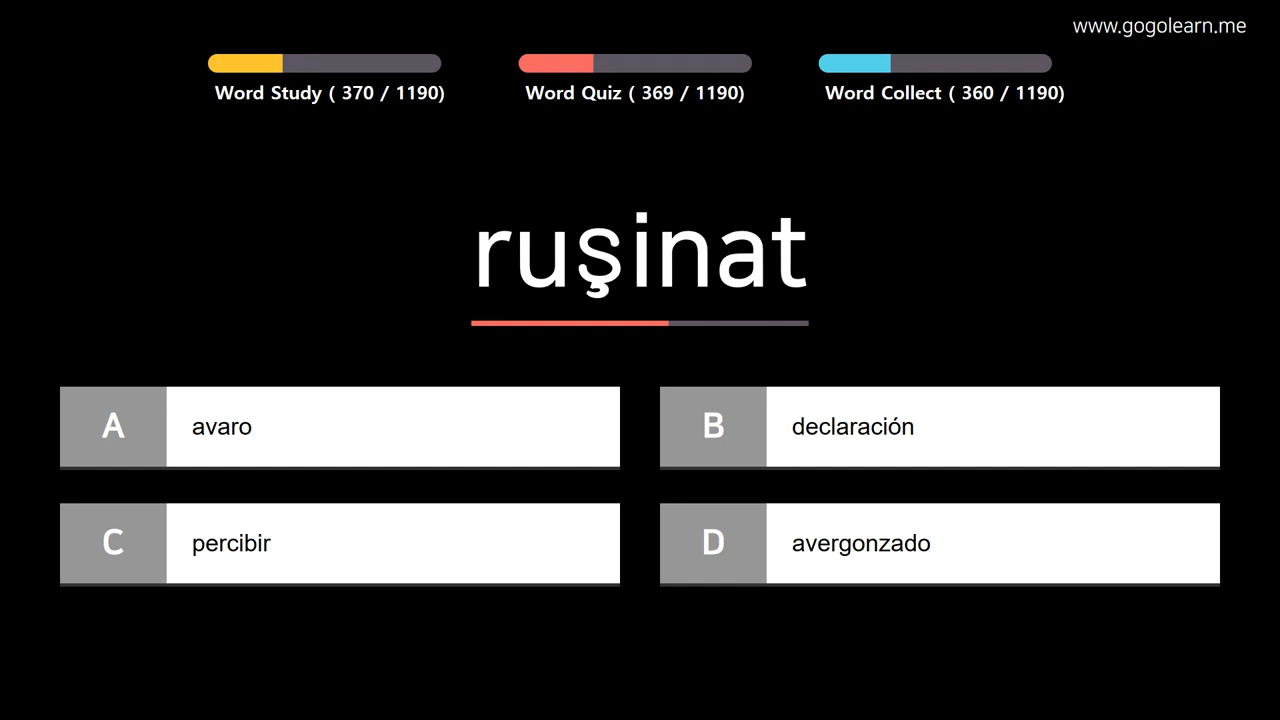 www.gogolearn.me
Word Study ( 370 / 1190)
Word Quiz ( 369 / 1190)
Word Collect ( 360 / 1190)
ruşinat
A avaro
B declaración
C percibir
D avergonzado